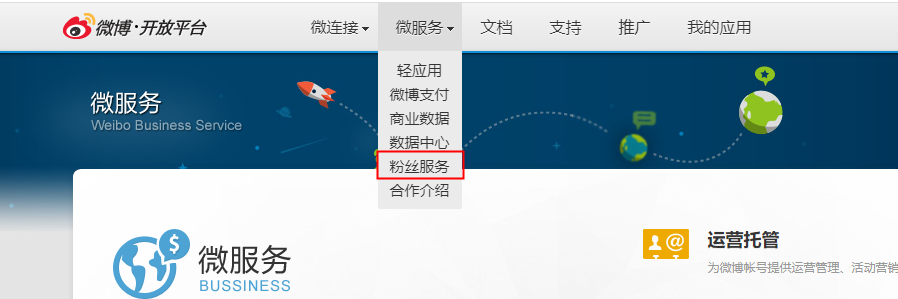 微博·开放平台 微连接 微服务 文档 支持 推广 我的应用
轻应用
微博支付
商业数据
数据中心
粉丝服务
合作介绍
微服务
Weibo Business Service
微服务
BUSSINESS
运营托管
为微博帐号提供运营管理、活动营销